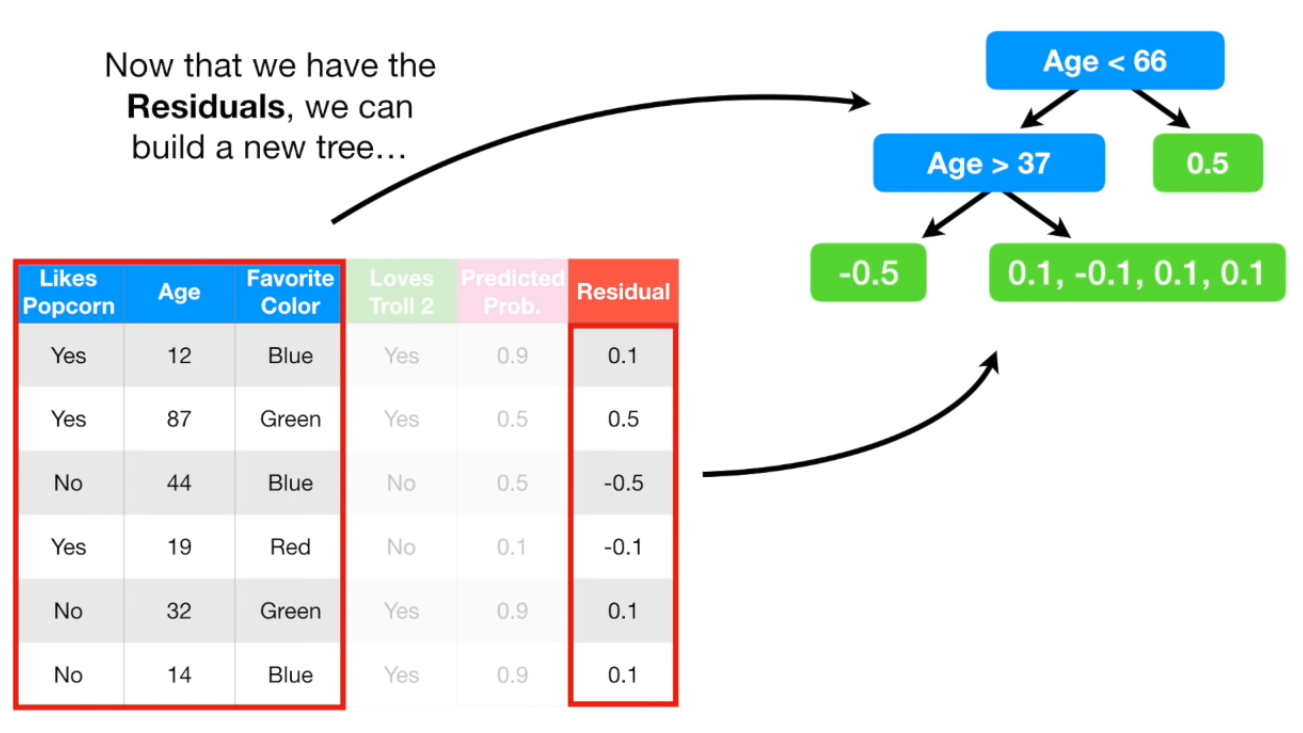 Now that we have the
Residuals, we can
build a new tree...
Age < 66
Age > 37
0.5
-0.5
0.1, -0.1, 0.1, 0.1
Likes Popcorn Age Favorite Color Loves Troll 2 Predicted Prob. Residual
Yes 12 Blue Yes 0.9 0.1
Yes 87 Green Yes 0.5 0.5
No 44 Blue No 0.5 -0.5
Yes 19 Red No 0.1 -0.1
No 32 Green Yes 0.9 0.1
No 14 Blue Yes 0.9 0.1